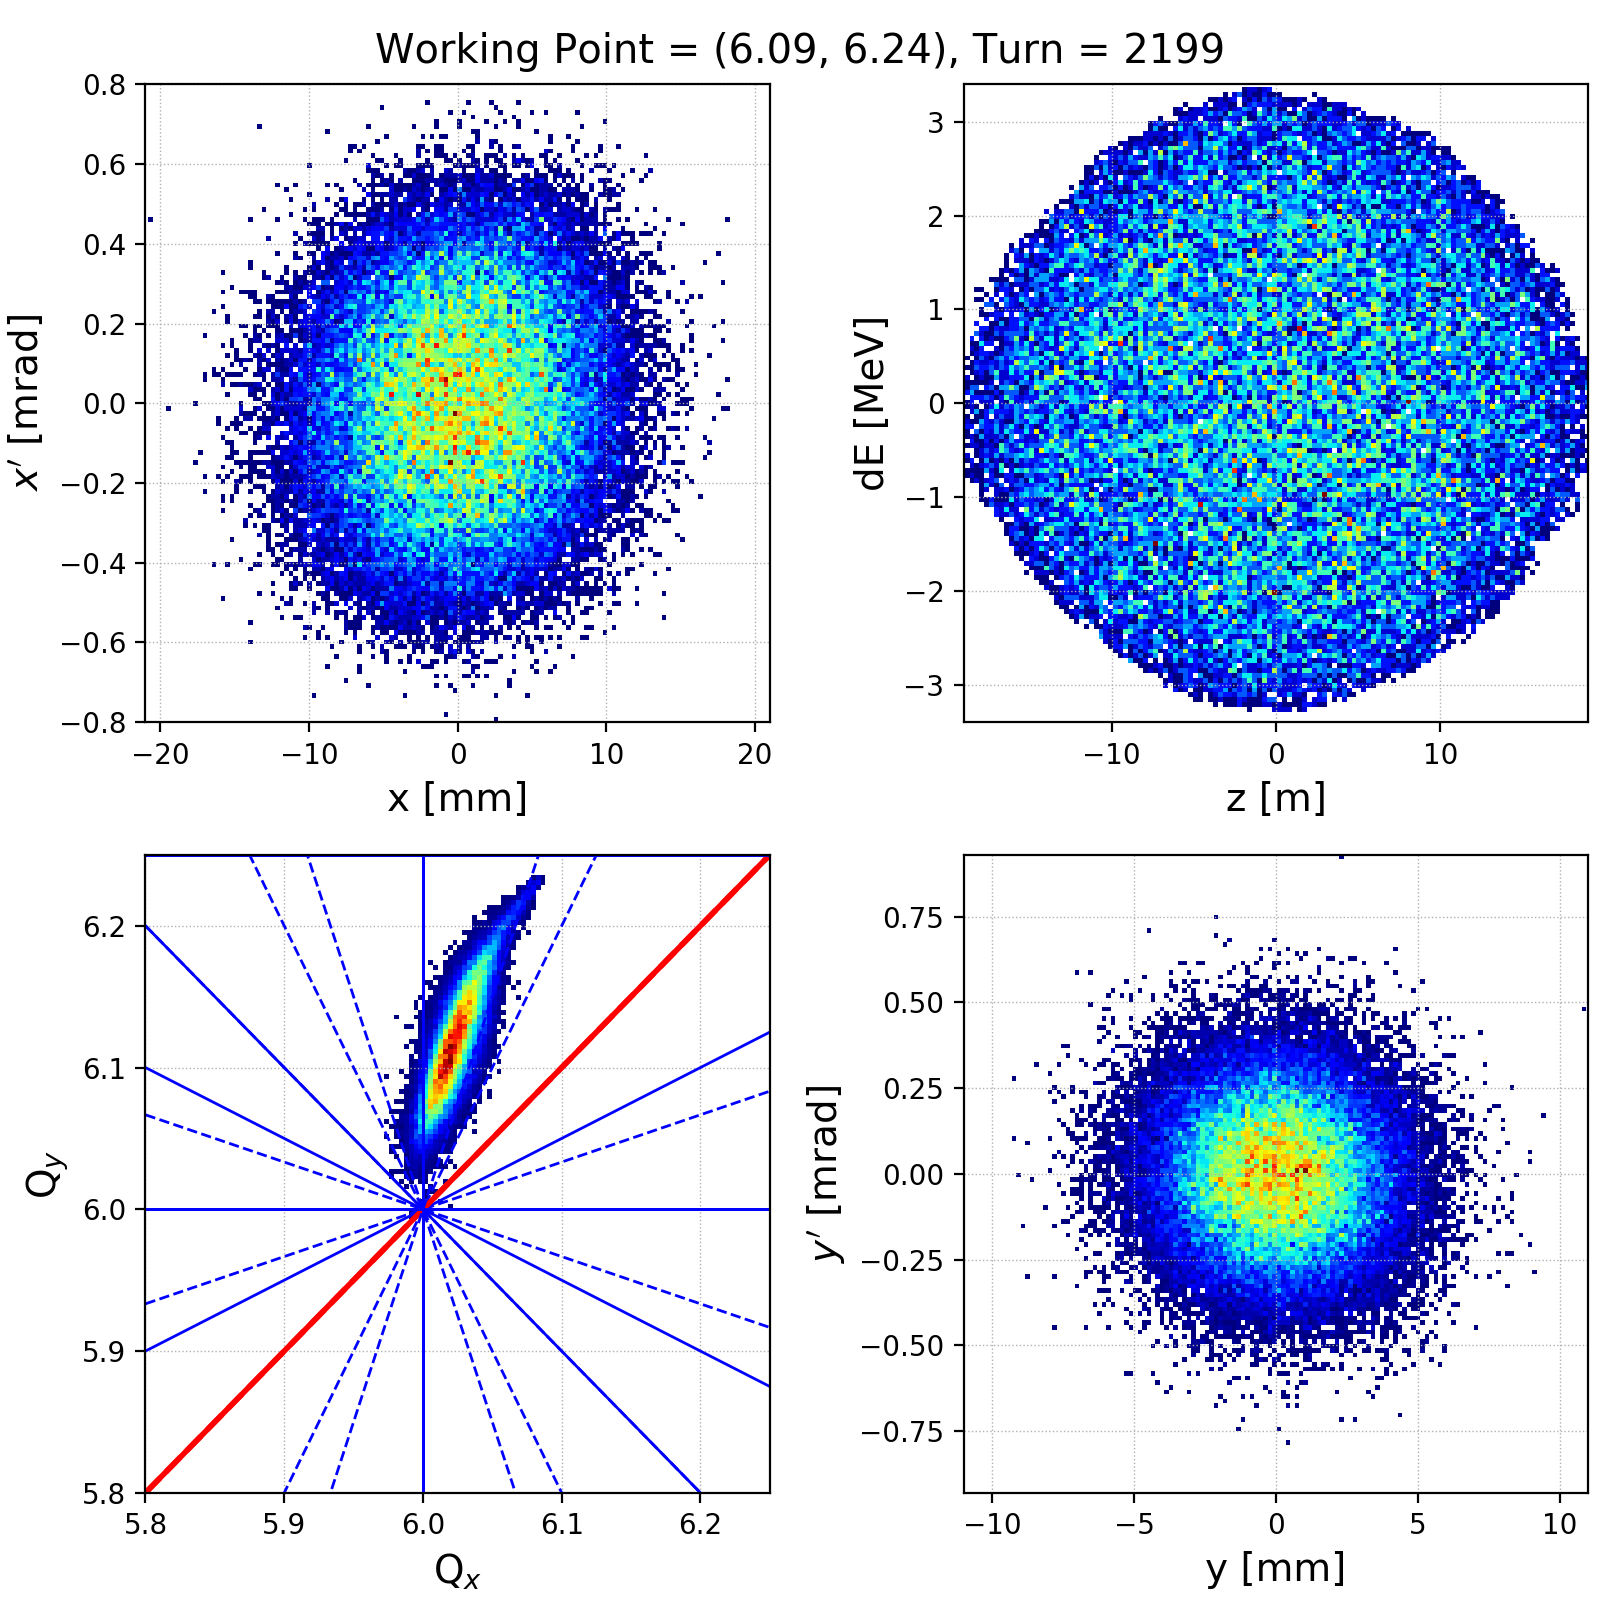 Working Point = (6.09, 6.24), Turn = 2199
0.8
0.6
0.4
0.2
0.0
−0.2
−0.4
−0.6
−0.8
x′ [mrad]
−20 −10 0 10 20
x [mm]
3
2
1
0
−1
−2
−3
dE [MeV]
−10 0 10
z [m]
6.2
6.1
6.0
5.9
5.8
Qy
5.8 5.9 6.0 6.1 6.2
Qx
0.75
0.50
0.25
0.00
−0.25
−0.50
−0.75
y′ [mrad]
−10 −5 0 5 10
y [mm]